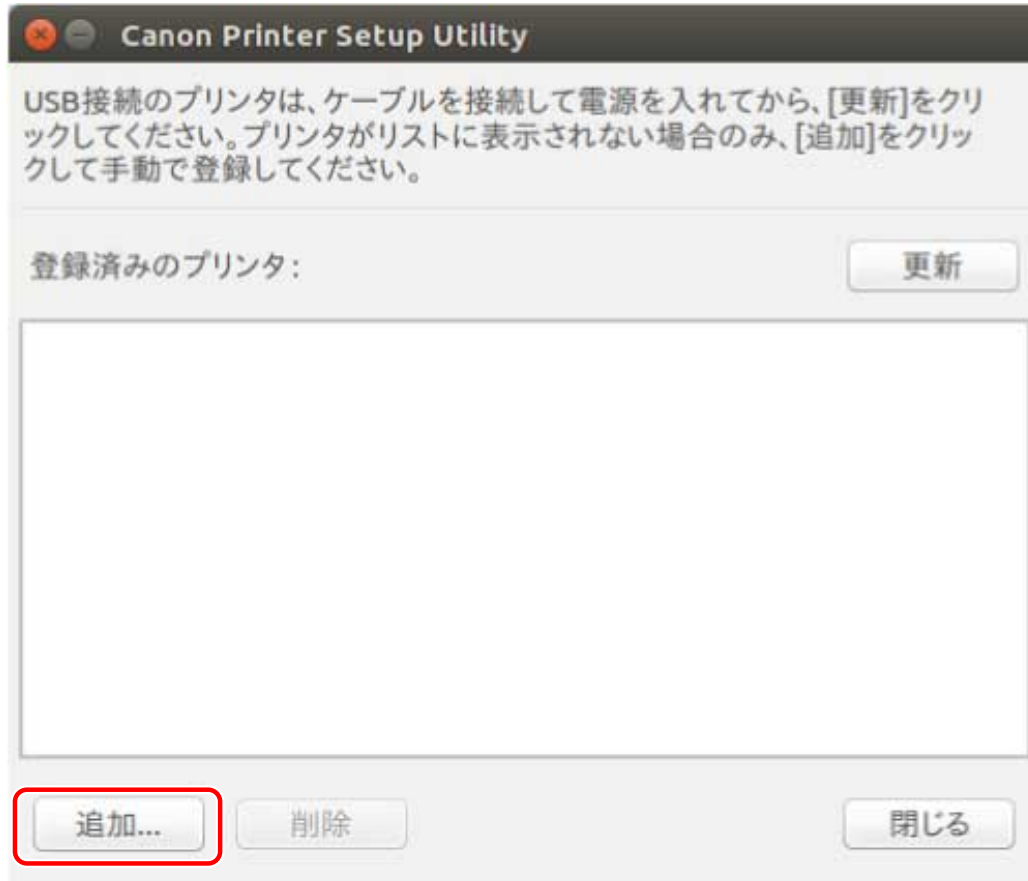 Canon Printer Setup Utility
USB接続のプリンタは、ケーブルを接続して電源を入れてから、[更新]をクリ
ックしてください。プリンタがリストに表示されない場合のみ、[追加]をクリッ
クして手動で登録してください。
登録済みのプリンタ:
更新
追加...
削除
閉じる